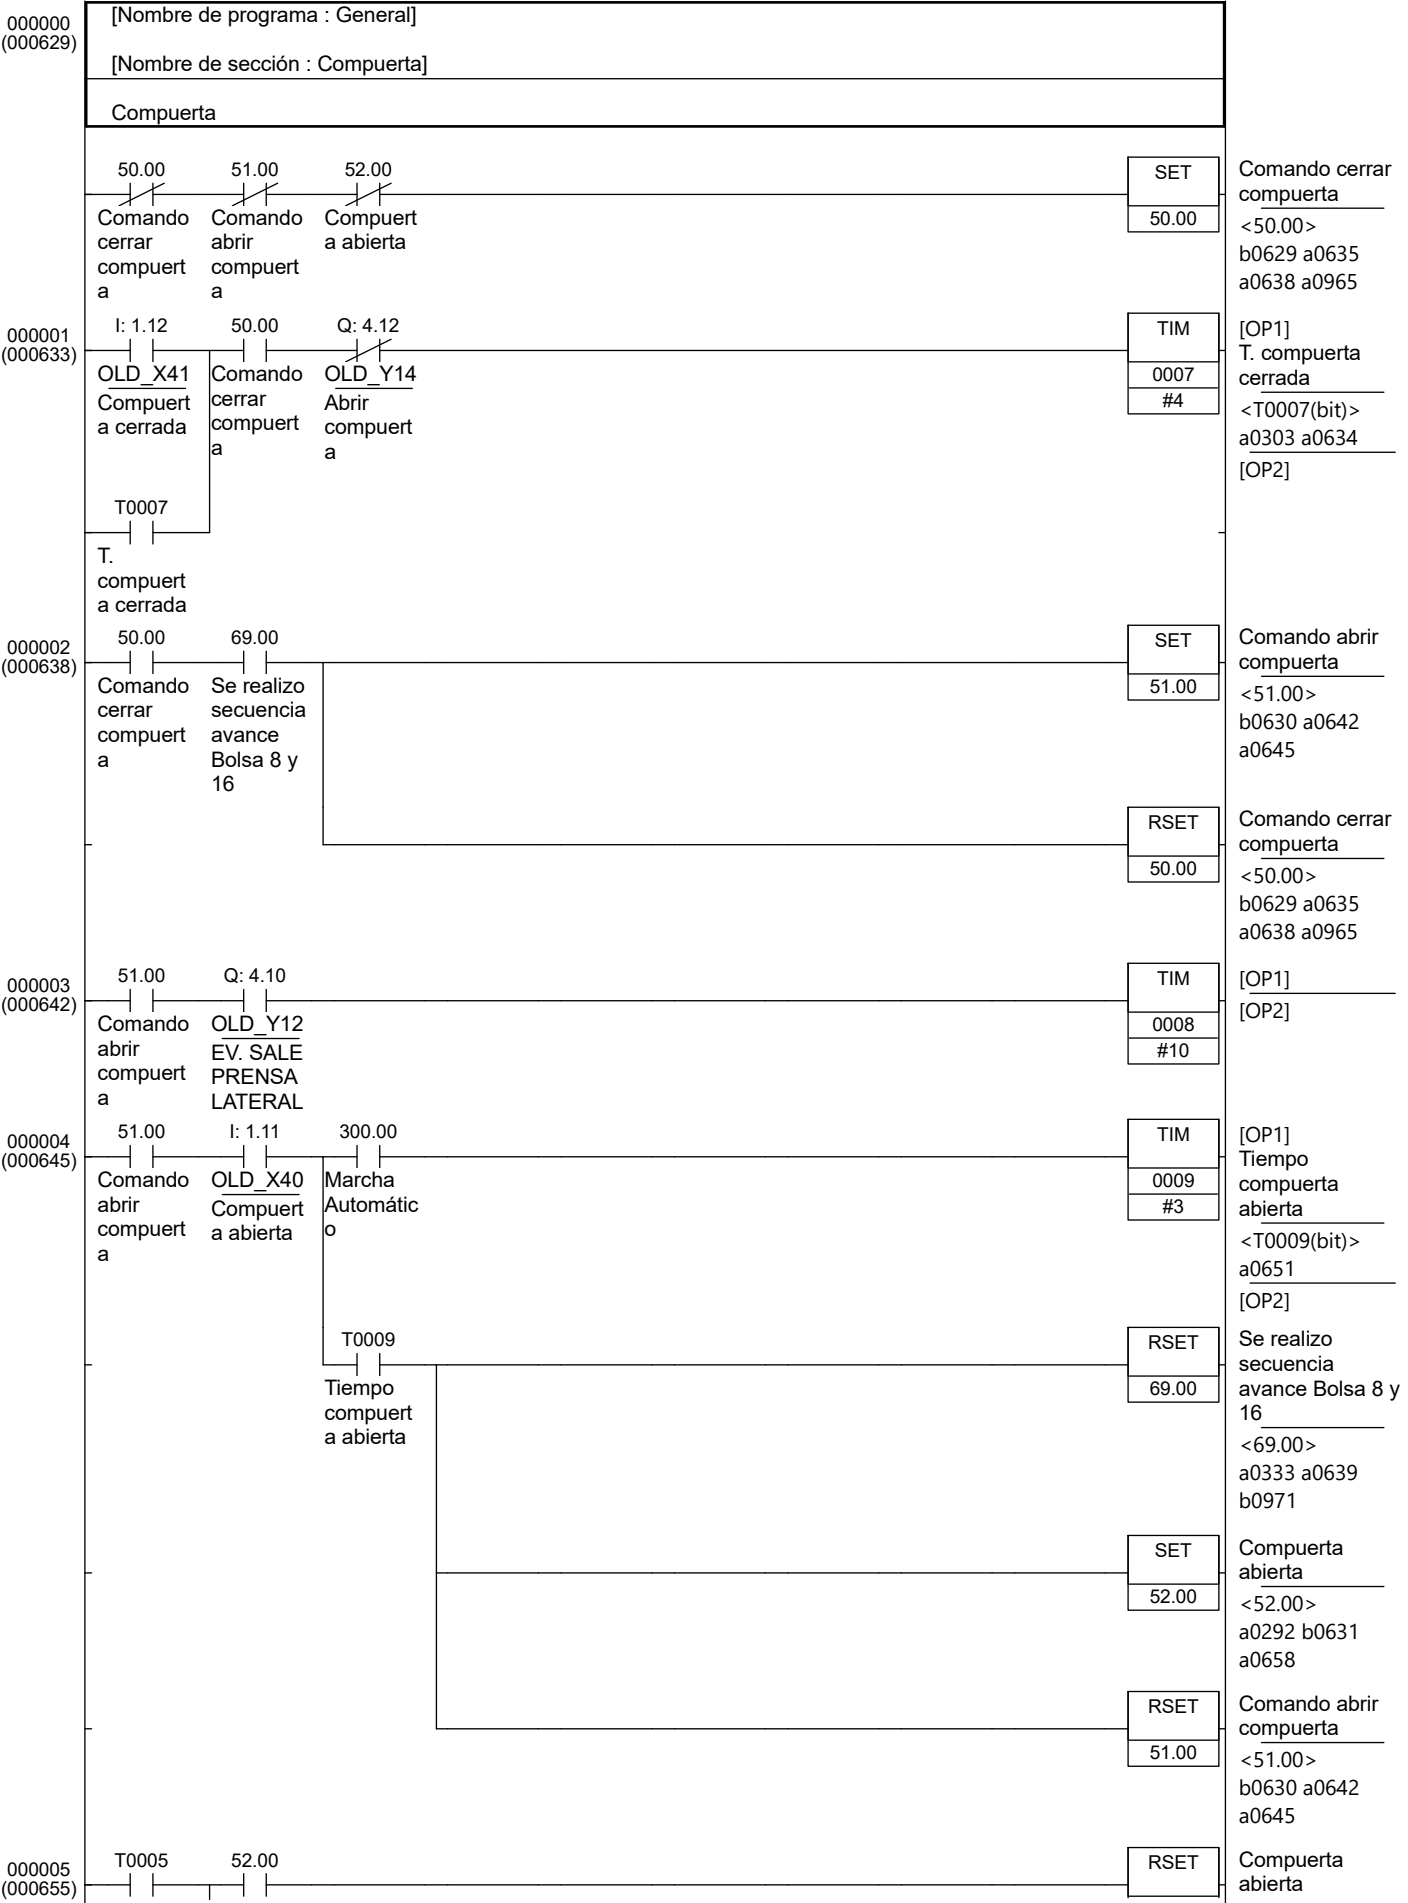 000000
(000629)
[Nombre de programa : General]
[Nombre de sección : Compuerta]
Compuerta
50.00
51.00
52.00
SET
50.00
Comando
cerrar
compuert
a
Comando
abrir
compuert
a
Compuert
a abierta
Comando cerrar
compuerta
<50.00>
b0629 a0635
a0638 a0965
000001
(000633)
I: 1.12
50.00
Q: 4.12
TIM
0007
#4
OLD_X41
Compuert
a cerrada
Comando
cerrar
compuert
a
OLD_Y14
Abrir
compuert
a
[OP1]
T. compuerta
cerrada
<T0007(bit)>
a0303 a0634
[OP2]
T0007
T.
compuert
a cerrada
000002
(000638)
50.00
69.00
SET
51.00
Comando
cerrar
compuert
a
Se realizo
secuencia
avance
Bolsa 8 y
16
Comando abrir
compuerta
<51.00>
b0630 a0642
a0645
RSET
50.00
Comando cerrar
compuerta
<50.00>
b0629 a0635
a0638 a0965
000003
(000642)
51.00
Q: 4.10
TIM
0008
#10
Comando
abrir
compuert
a
OLD_Y12
EV. SALE
PRENSA
LATERAL
[OP1]
[OP2]
000004
(000645)
51.00
I: 1.11
300.00
TIM
0009
#3
Comando
abrir
compuert
a
OLD_X40
Compuert
a abierta
Marcha
Automátic
o
[OP1]
Tiempo
compuerta
abierta
<T0009(bit)>
a0651
[OP2]
T0009
Tiempo
compuert
a abierta
RSET
69.00
Se realizo
secuencia
avance Bolsa 8 y
16
<69.00>
a0333 a0639
b0971
SET
52.00
Compuerta
abierta
<52.00>
a0292 b0631
a0658
RSET
51.00
Comando abrir
compuerta
<51.00>
b0630 a0642
a0645
000005
(000655)
T0005
52.00
RSET
Compuerta
abierta